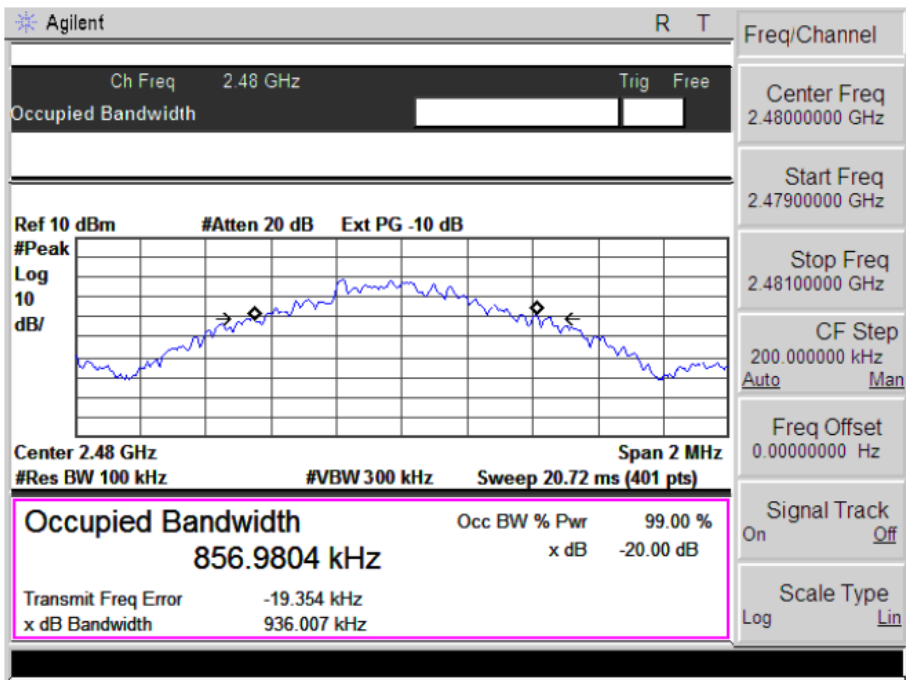 Agilent R T
Ch Freq 2.48 GHz Trig Free
Occupied Bandwidth
Ref 10 dBm #Atten 20 dB Ext PG -10 dB
#Peak
Log
10
dB/
Center 2.48 GHz Span 2 MHz
#Res BW 100 kHz #VBW 300 kHz Sweep 20.72 ms (401 pts)
Occupied Bandwidth
856.9804 kHz
Occ BW % Pwr 99.00 %
x dB -20.00 dB
Transmit Freq Error -19.354 kHz
x dB Bandwidth 936.007 kHz
Freq/Channel
Center Freq
2.48000000 GHz
Start Freq
2.47900000 GHz
Stop Freq
2.48100000 GHz
CF Step
200.000000 kHz
Auto Man
Freq Offset
0.00000000 Hz
Signal Track
On Off
Scale Type
Log Lin